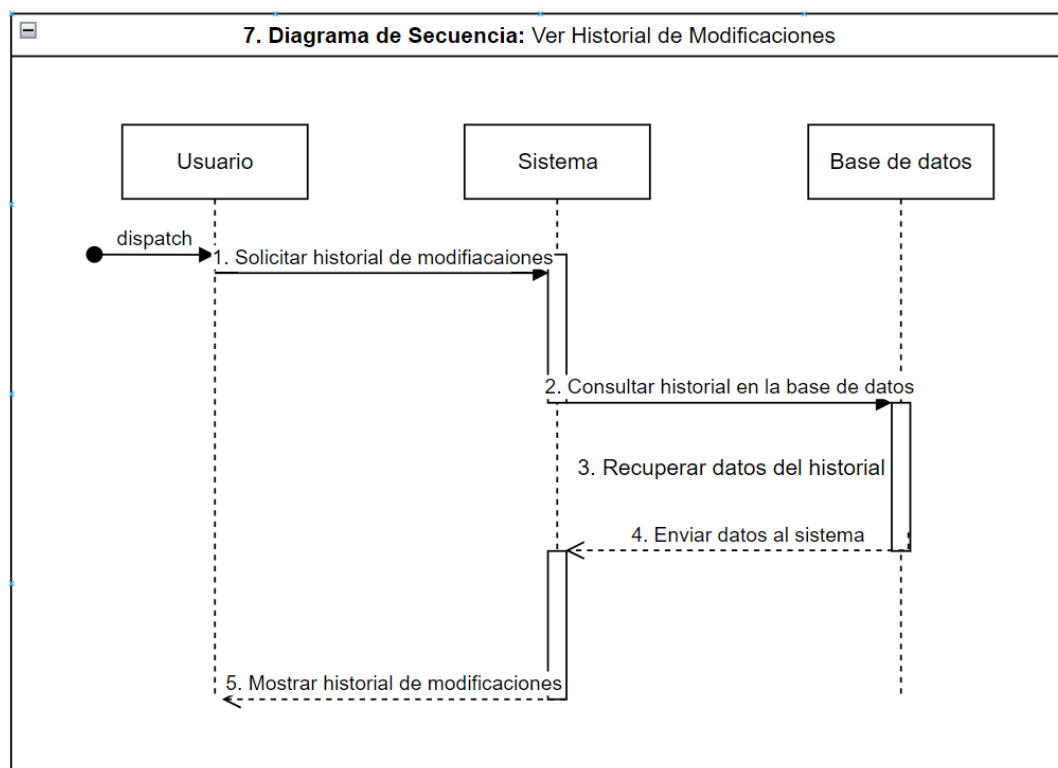 7. Diagrama de Secuencia: Ver Historial de Modificaciones
Usuario
Sistema
Base de datos
dispatch
1. Solicitar historial de modifiacaiones
2. Consultar historial en la base de datos
3. Recuperar datos del historial
4. Enviar datos al sistema
5. Mostrar historial de modificaciones